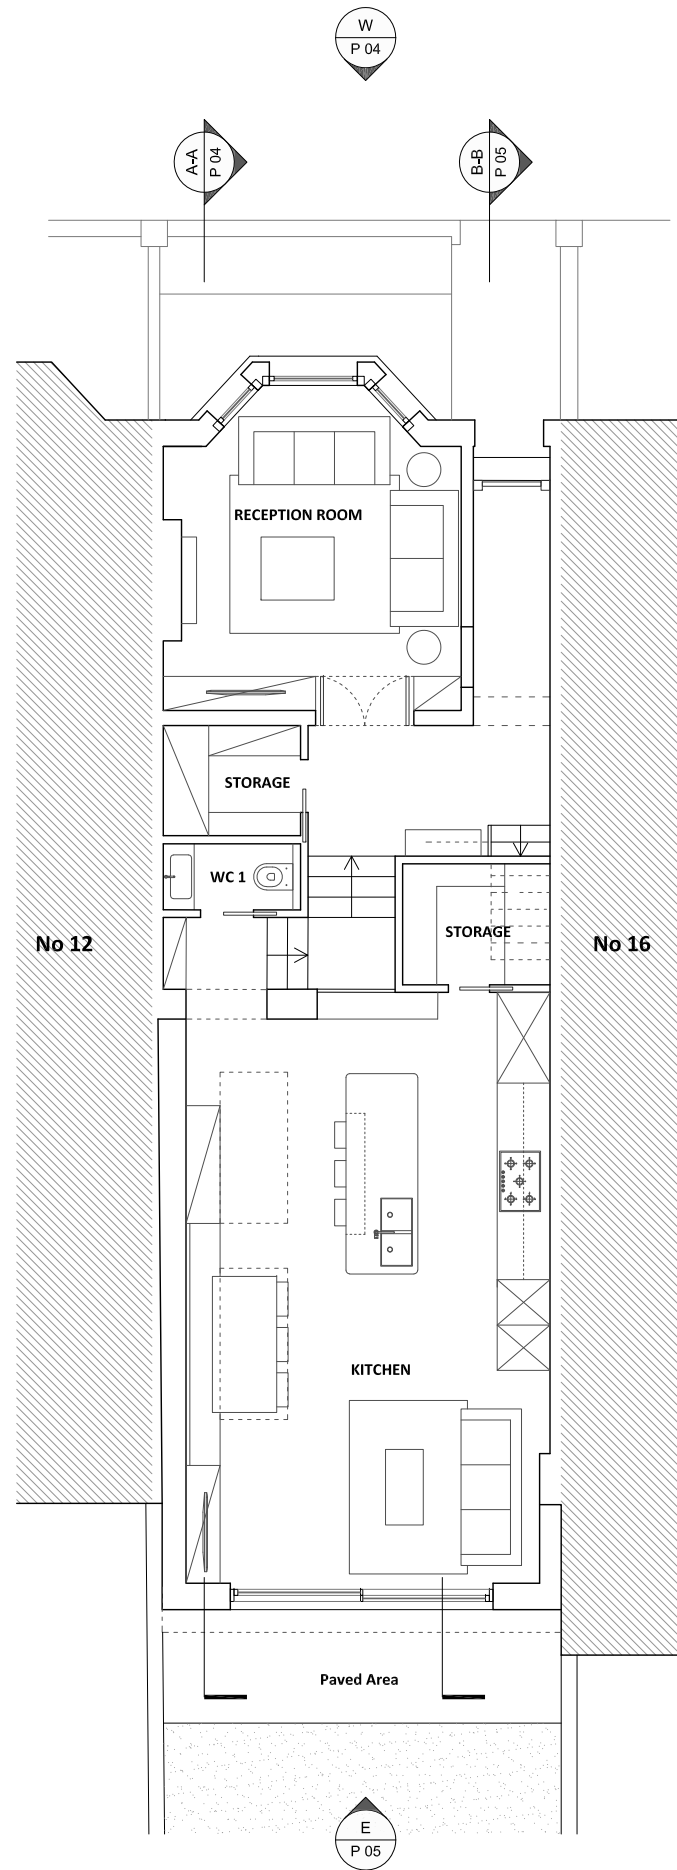 W
P 04
A-A
P 04
B-B
P 05
RECEPTION ROOM
STORAGE
WC 1
STORAGE
No 12
No 16
KITCHEN
Paved Area
E
P 05